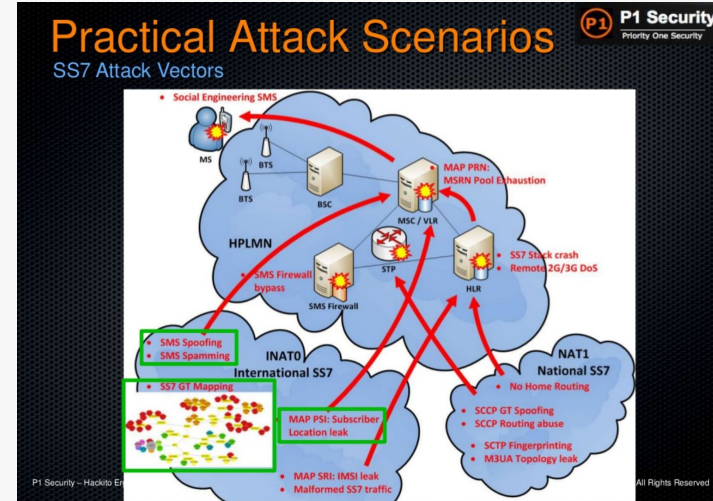 Practical Attack Scenarios
P1
P1 Security
Priority One Security
SS7 Attack Vectors
• Social Engineering SMS
MS
BTS
BTS
BSC
• MAP PRN:
MSRN Pool Exhaustion
MSC / VLR
HPLMN
STP
• SS7 Stack crash
• Remote 2G/3G DoS
HLR
• SMS Firewall
bypass
SMS Firewall
• SMS Spoofing
• SMS Spamming
INAT0
International SS7
NAT1
National SS7
• SS7 GT Mapping
• No Home Routing
• MAP PSI: Subscriber
Location leak
• SCCP GT Spoofing
• SCCP Routing abuse
• SCTP Fingerprinting
• M3UA Topology leak
• MAP SRI: IMSI leak
• Malformed SS7 traffic
P1 Security – Hackito
All Rights Reserved